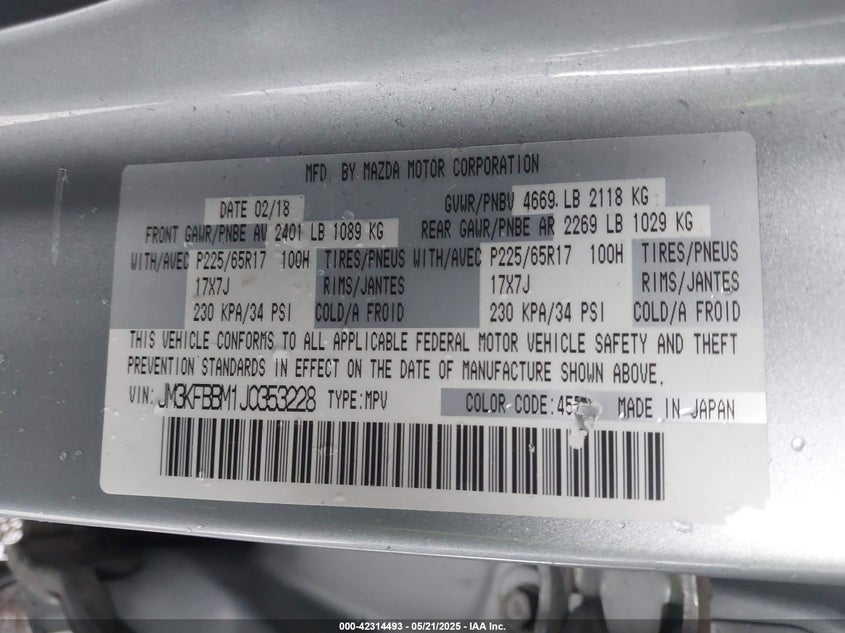 MFD. BY MAZDA MOTOR CORPORATION
DATE 02/18 GVWR/PNBV 4669 LB 2118 KG
FRONT GAWR/PNBE AV 2401 LB 1089 KG REAR GAWR/PNBE AR 2269 LB 1029 KG
WITH/AVEC P225/65R17 100H TIRES/PNEUS WITH/AVEC P225/65R17 100H TIRES/PNEUS
17X7J RIMS/JANTES 17X7J RIMS/JANTES
230 KPA/34 PSI COLD/A FROID 230 KPA/34 PSI COLD/A FROID
THIS VEHICLE CONFORMS TO ALL APPLICABLE FEDERAL MOTOR VEHICLE SAFETY AND THEFT
PREVENTION STANDARDS IN EFFECT ON THE DATE OF MANUFACTURE SHOWN ABOVE.
VIN: JM3KFBBM1J0353228 TYPE:MPV COLOR CODE: MADE IN JAPAN
000-42314493 - 05/21/2025 - IAA Inc.